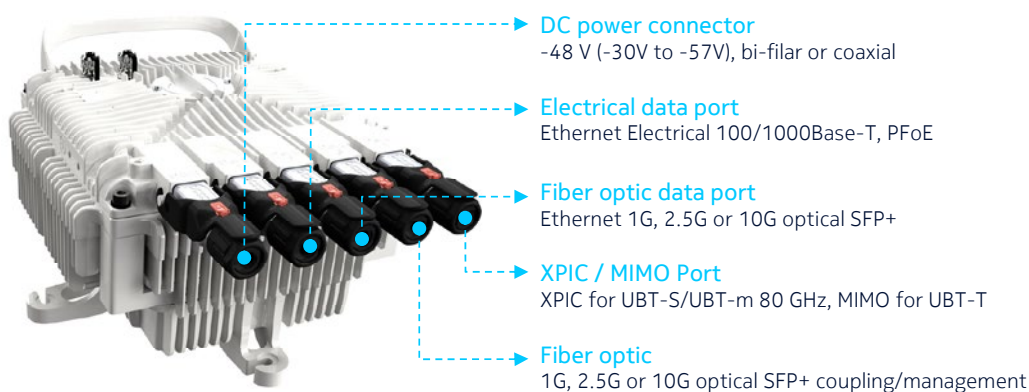 DC power connector
-48 V (-30V to -57V), bi-filar or coaxial
Electrical data port
Ethernet Electrical 100/1000Base-T, PFoE
Fiber optic data port
Ethernet 1G, 2.5G or 10G optical SFP+
XPIC / MIMO Port
XPIC for UBT-S/UBT-m 80 GHz, MIMO for UBT-T
Fiber optic
1G, 2.5G or 10G optical SFP+ coupling/management